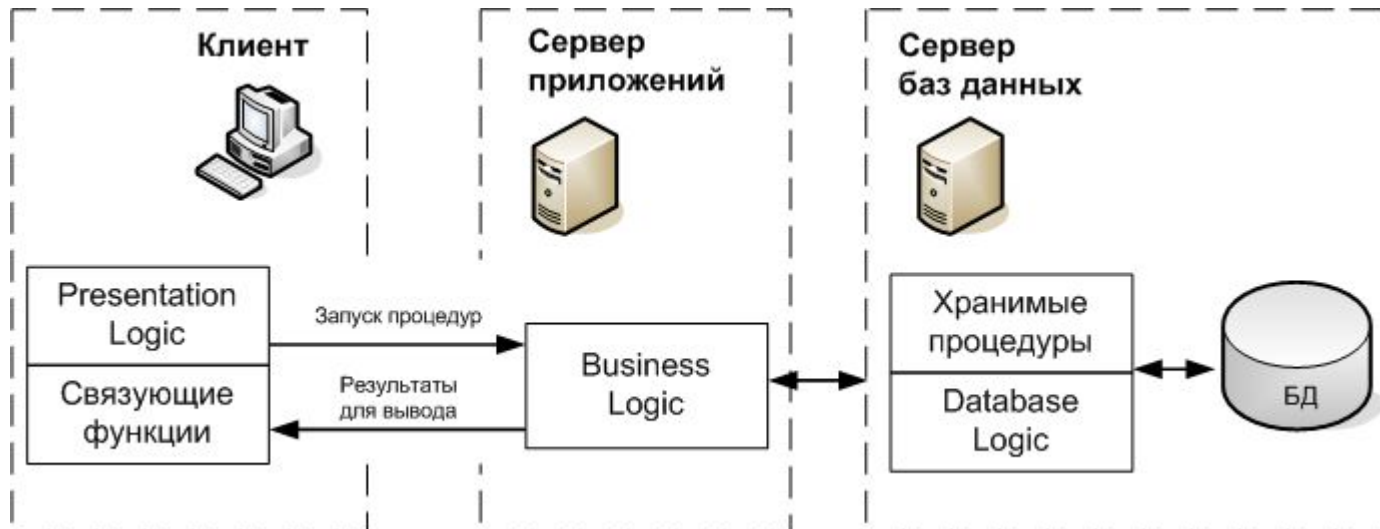 Клиент
Сервер
приложений
Сервер
баз данных
Presentation
Logic
Связующие
функции
Запуск процедур
Результаты
для вывода
Business
Logic
Хранимые
процедуры
Database
Logic
БД